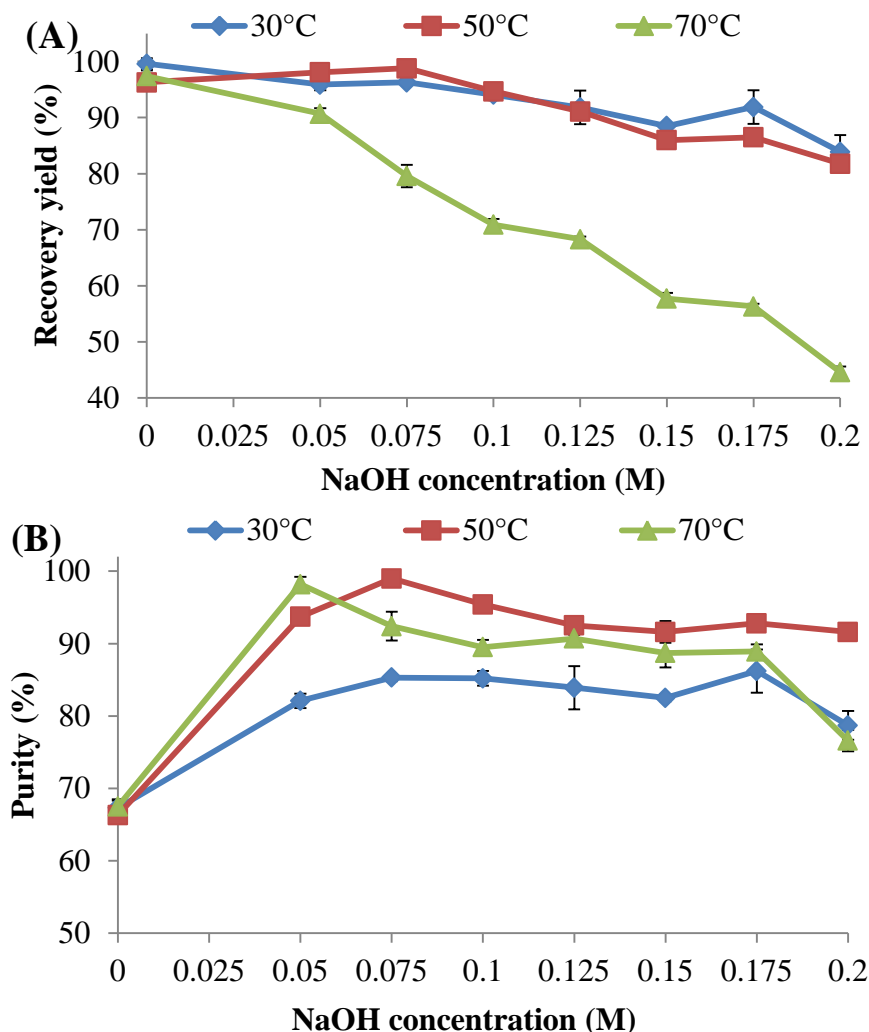 (A)
30°C 50°C 70°C
Recovery yield (%)
100
90
80
70
60
50
40
0 0.025 0.05 0.075 0.1 0.125 0.15 0.175 0.2
NaOH concentration (M)
(B)
30°C 50°C 70°C
Purity (%)
100
90
80
70
60
50
0 0.025 0.05 0.075 0.1 0.125 0.15 0.175 0.2
NaOH concentration (M)